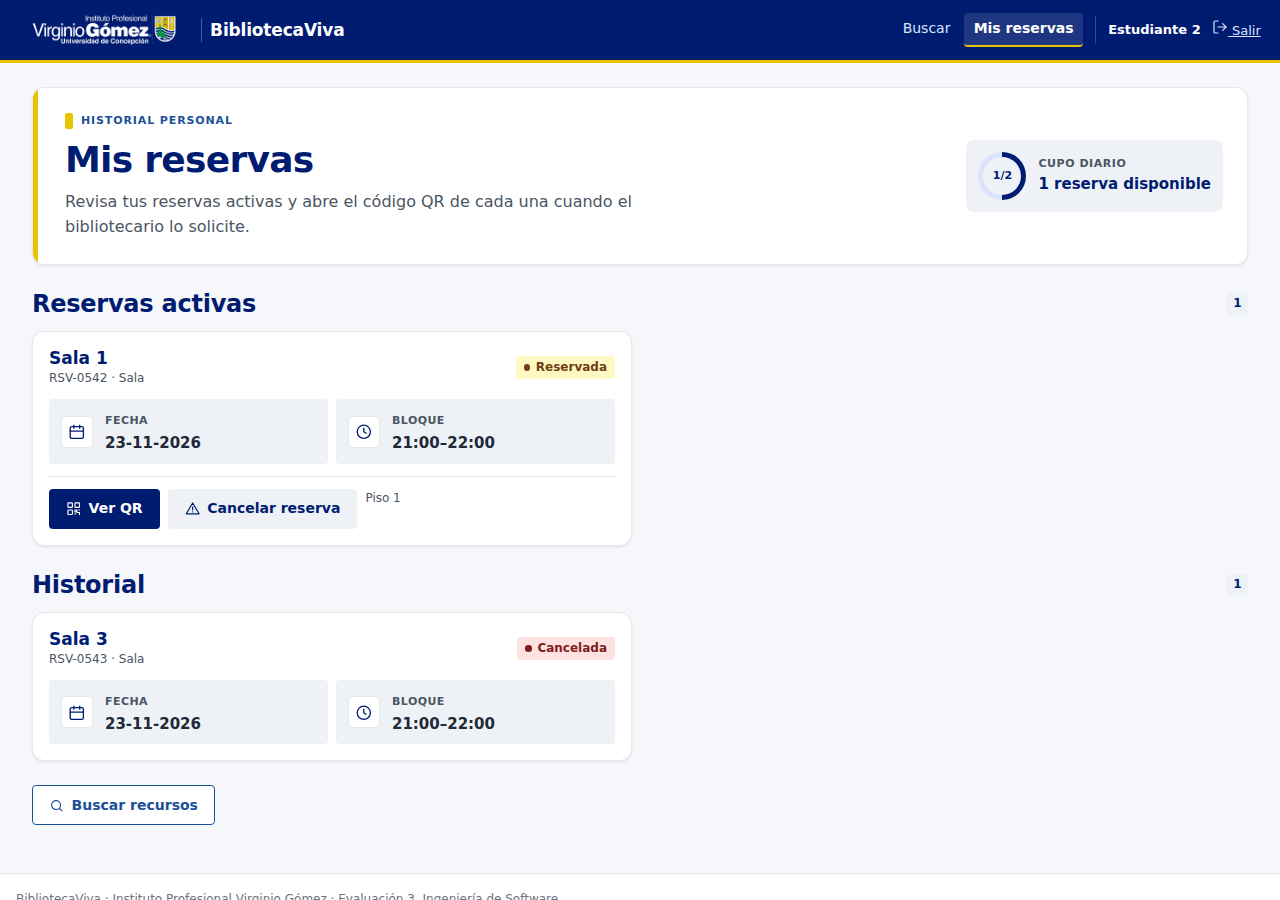 Instituto Profesional
VirginioGómez
Universidad de Concepción
BibliotecaViva
Buscar
Mis reservas
Estudiante 2
Salir
HISTORIAL PERSONAL
Mis reservas
Revisa tus reservas activas y abre el código QR de cada una cuando el
bibliotecario lo solicite.
1/2
CUPO DIARIO
1 reserva disponible
Reservas activas
1
Sala 1
RSV-0542 · Sala
Reservada
FECHA
23-11-2026
BLOQUE
21:00–22:00
Ver QR
Cancelar reserva
Piso 1
Historial
1
Sala 3
RSV-0543 · Sala
Cancelada
FECHA
23-11-2026
BLOQUE
21:00–22:00
Buscar recursos
BibliotecaViva · Instituto Profesional Virginio Gómez · Evaluación 3, Ingeniería de Software